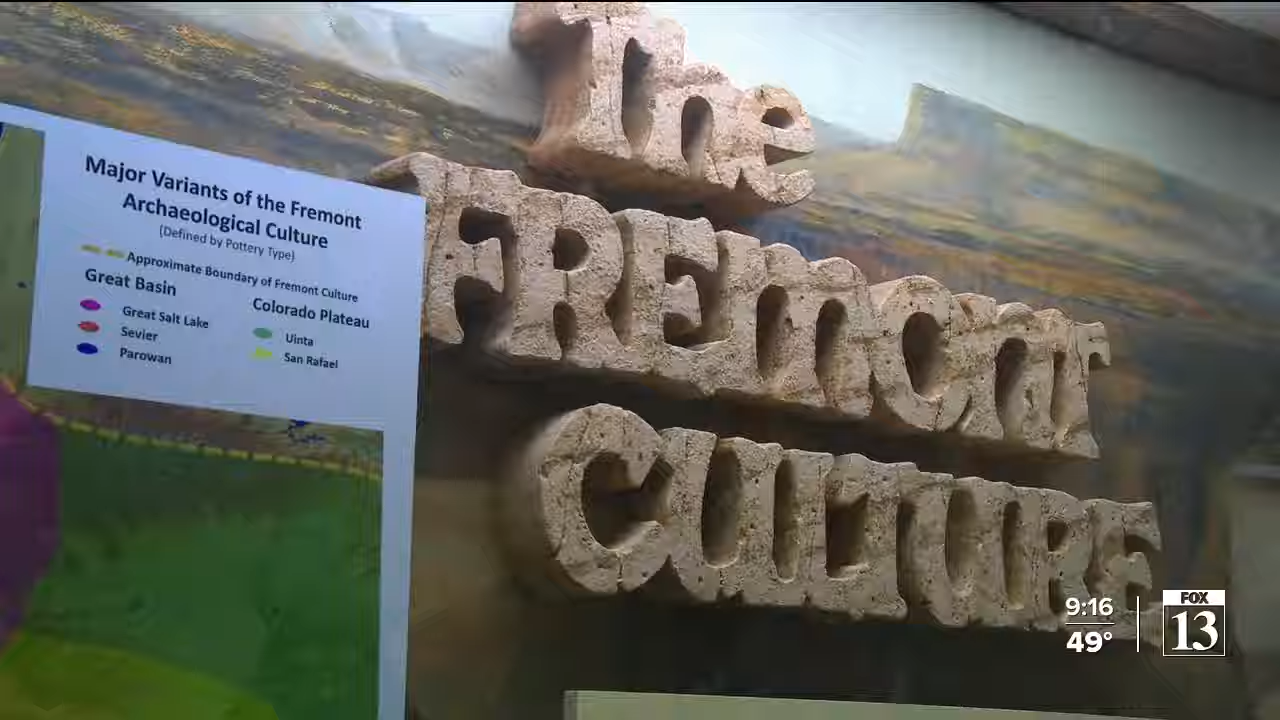 The
FREmOnT
CULTURE
Major Variants of the Fremont
Archaeological Culture
(Defined by Pottery Type)
Approximate Boundary of Fremont Culture
Great Basin
Great Salt Lake
Sevier
Parowan
Colorado Plateau
Uinta
San Rafael
9:16
49°
FOX
13